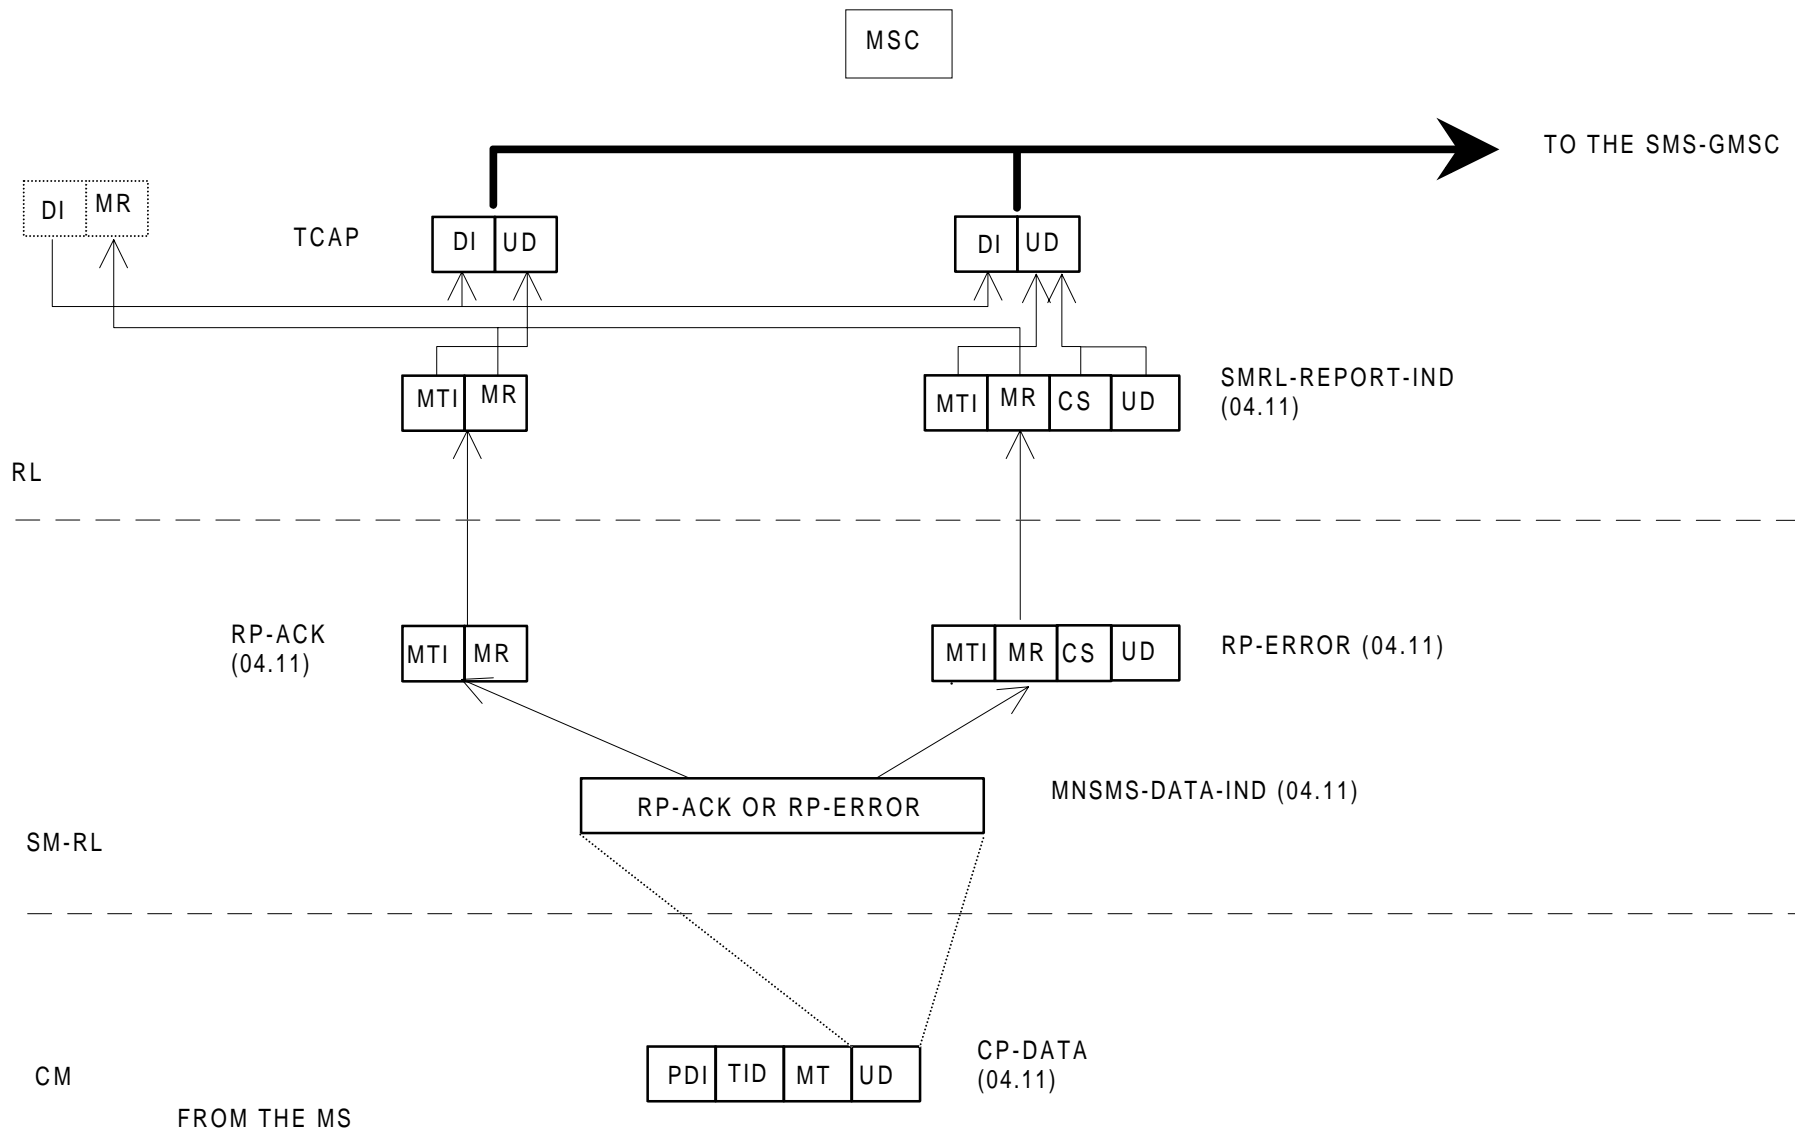 MSC
TO THE SMS-GMSC
DI MR
TCAP
DI UD
DI UD
MTI MR
MTI MR CS UD
SMRL-REPORT-IND
(04.11)
RL
RP-ACK
(04.11)
MTI MR
MTI MR CS UD
RP-ERROR (04.11)
RP-ACK OR RP-ERROR
MNSMS-DATA-IND (04.11)
SM-RL
CM
PDI TID MT UD
CP-DATA
(04.11)
FROM THE MS